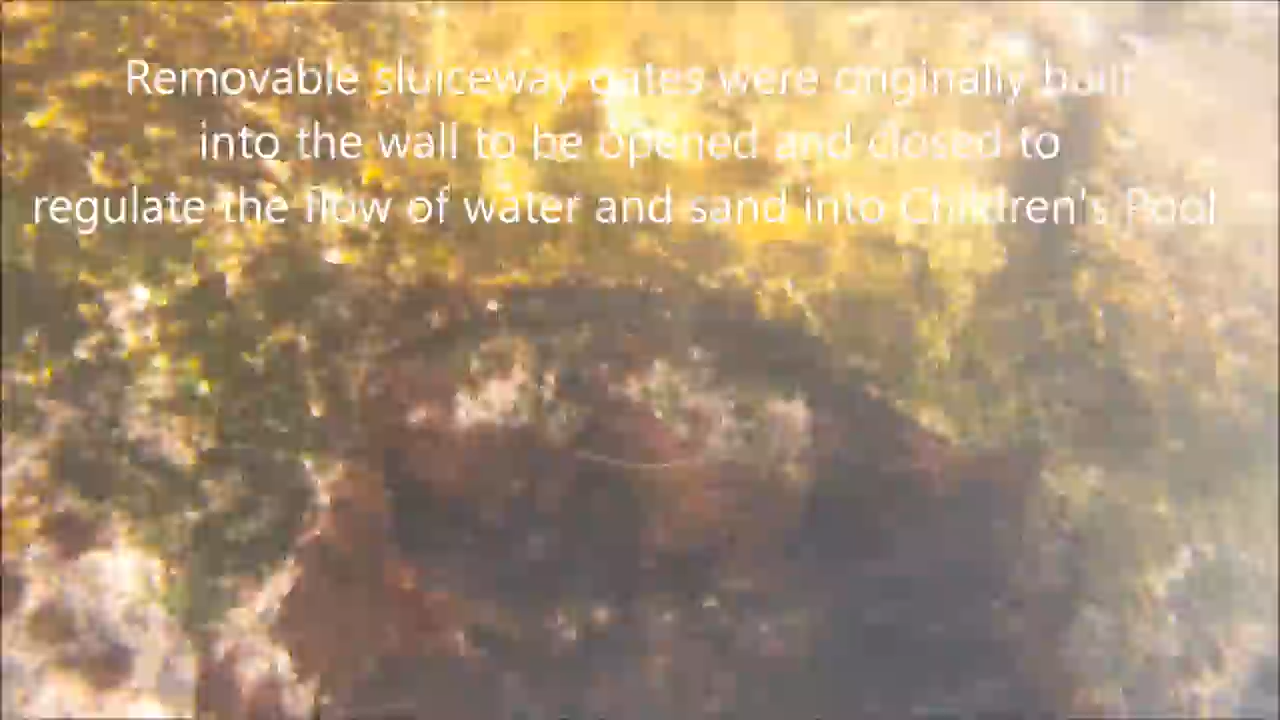 Removable sluiceway gates were originally built
into the wall to be opened and closed to
regulate the flow of water and sand into Children's Pool